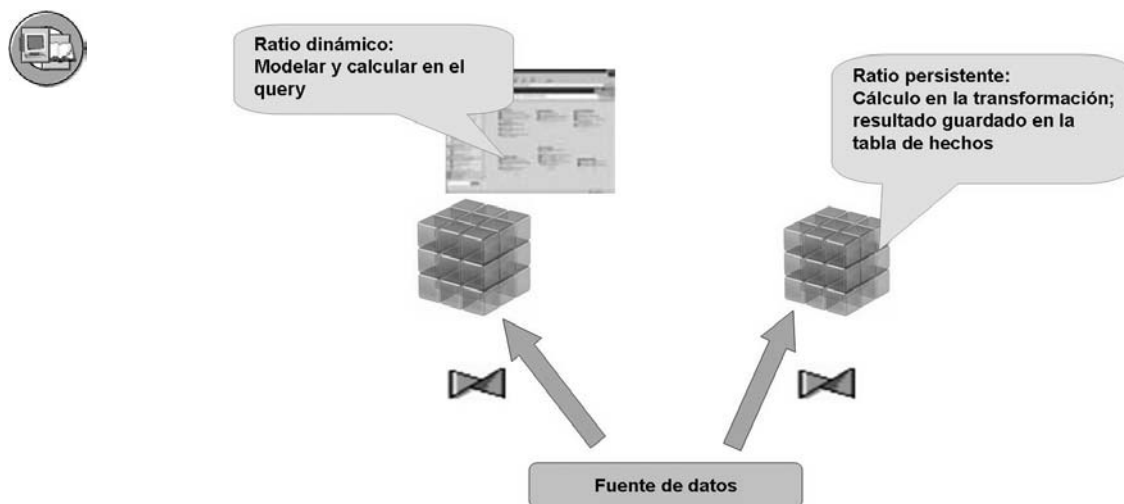 Ratio dinámico:
Modelar y calcular en el
query
Ratio persistente:
Cálculo en la transformación;
resultado guardado en la
tabla de hechos
Fuente de datos